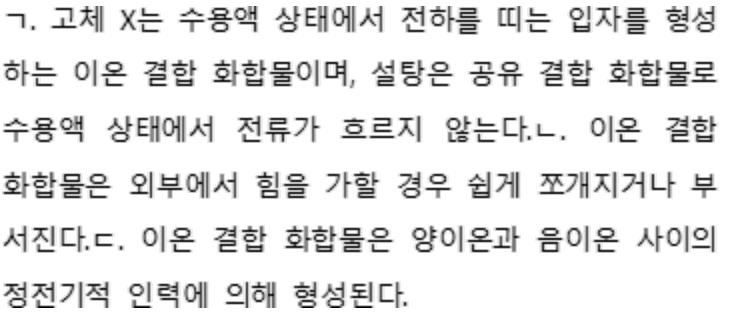 ㄱ. 고체 X는 수용액 상태에서 전하를 띠는 입자를 형성
하는 이온 결합 화합물이며, 설탕은 공유 결합 화합물로
수용액 상태에서 전류가 흐르지 않는다.ㄴ. 이온 결합
화합물은 외부에서 힘을 가할 경우 쉽게 쪼개지거나 부
서진다.ㄷ. 이온 결합 화합물은 양이온과 음이온 사이의
정전기적 인력에 의해 형성된다.